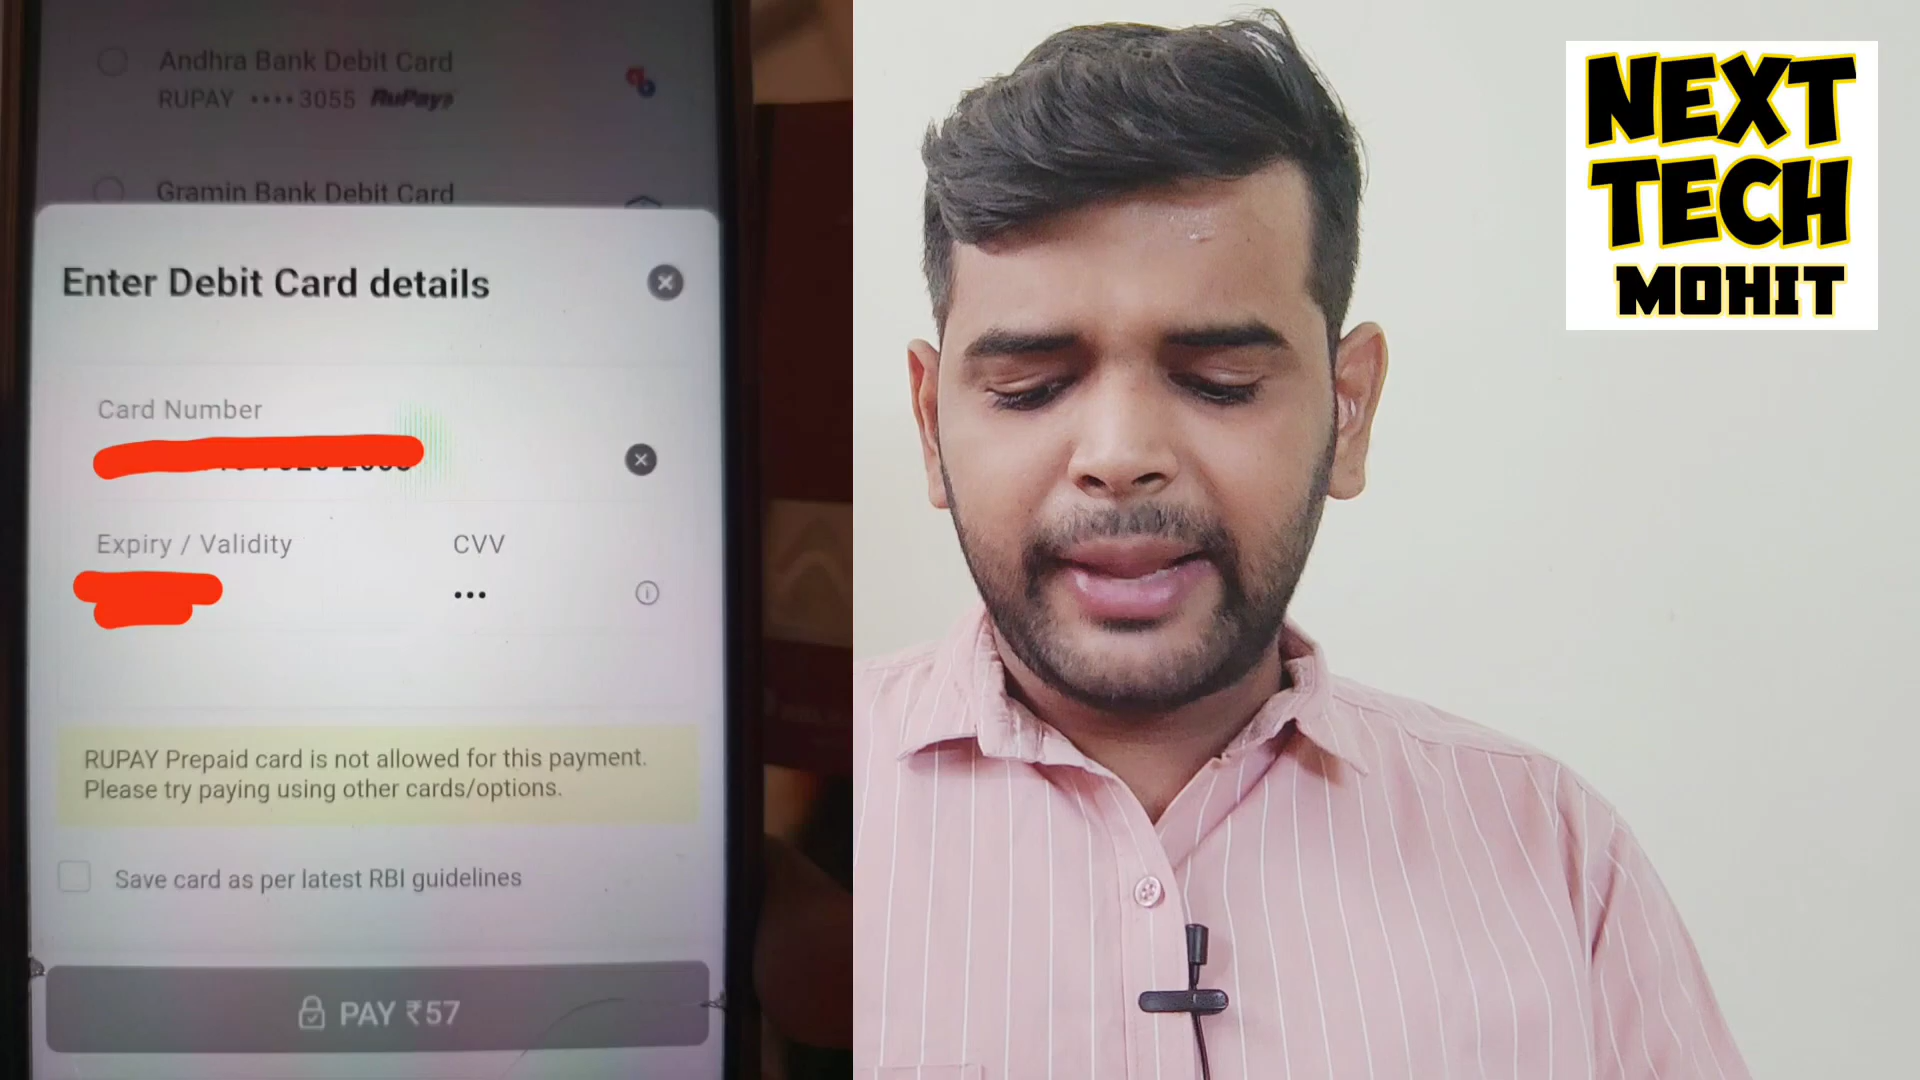 Andhra Bank Debit Card
RUPAY ••••3055 RuPay
Gramin Bank Debit Card
Enter Debit Card details
Card Number
Expiry / Validity
CVV
•••
RUPAY Prepaid card is not allowed for this payment.
Please try paying using other cards/options.
Save card as per latest RBI guidelines
PAY ₹57
NEXT
TECH
MOHIT